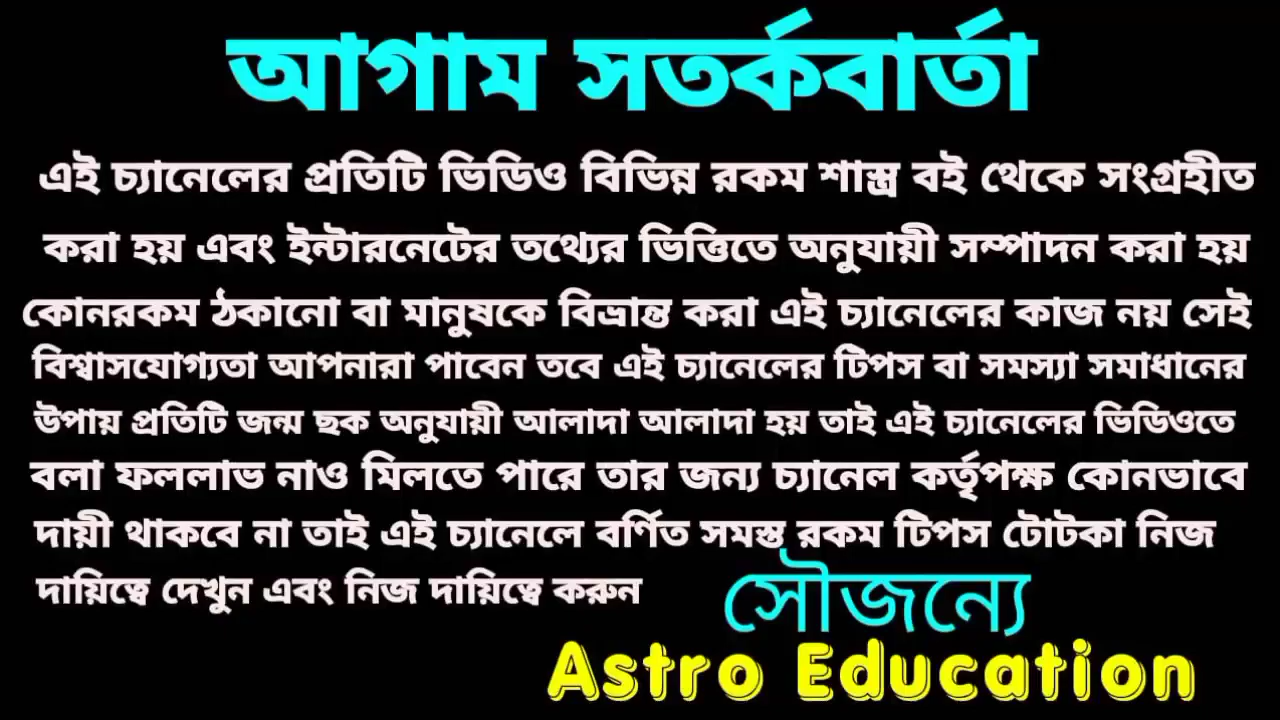 আগাম সতর্কবার্তা
এই চ্যানেলের প্রতিটি ভিডিও বিভিন্ন রকম শাস্ত্র বই থেকে সংগ্রহীত
করা হয় এবং ইন্টারনেটের তথ্যের ভিত্তিতে অনুযায়ী সম্পাদন করা হয়
কোনরকম ঠকানো বা মানুষকে বিভ্রান্ত করা এই চ্যানেলের কাজ নয় সেই
বিশ্বাসযোগ্যতা আপনারা পাবেন তবে এই চ্যানেলের টিপস বা সমস্যা সমাধানের
উপায় প্রতিটি জন্ম ছক অনুযায়ী আলাদা আলাদা হয় তাই এই চ্যানেলের ভিডিওতে
বলা ফললাভ নাও মিলতে পারে তার জন্য চ্যানেল কর্তৃপক্ষ কোনভাবে
দায়ী থাকবে না তাই এই চ্যানেলে বর্ণিত সমস্ত রকম টিপস টোটকা নিজ
দায়িত্বে দেখুন এবং নিজ দায়িত্বে করুন
সৌজন্যে
Astro Education